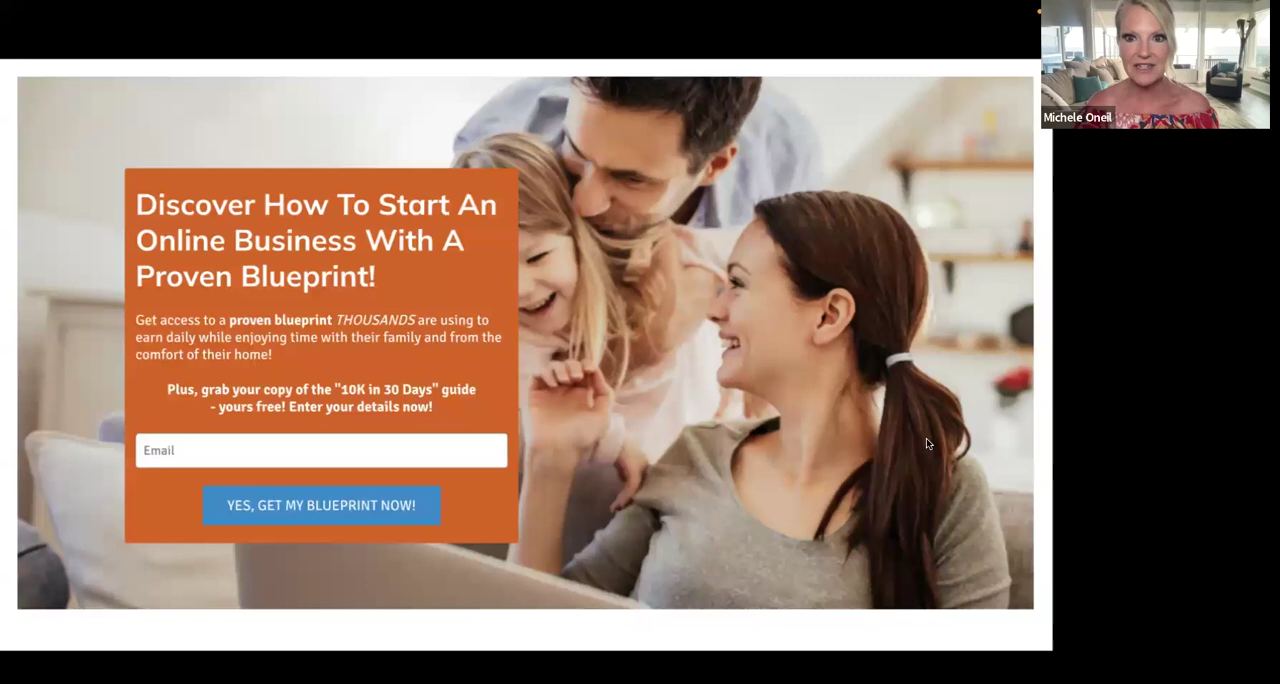 Discover How To Start An
Online Business With A
Proven Blueprint!
Get access to a proven blueprint THOUSANDS are using to
earn daily while enjoying time with their family and from the
comfort of their home!
Plus, grab your copy of the "10K in 30 Days" guide
- yours free! Enter your details now!
Email
YES, GET MY BLUEPRINT NOW!
Michele Oneil